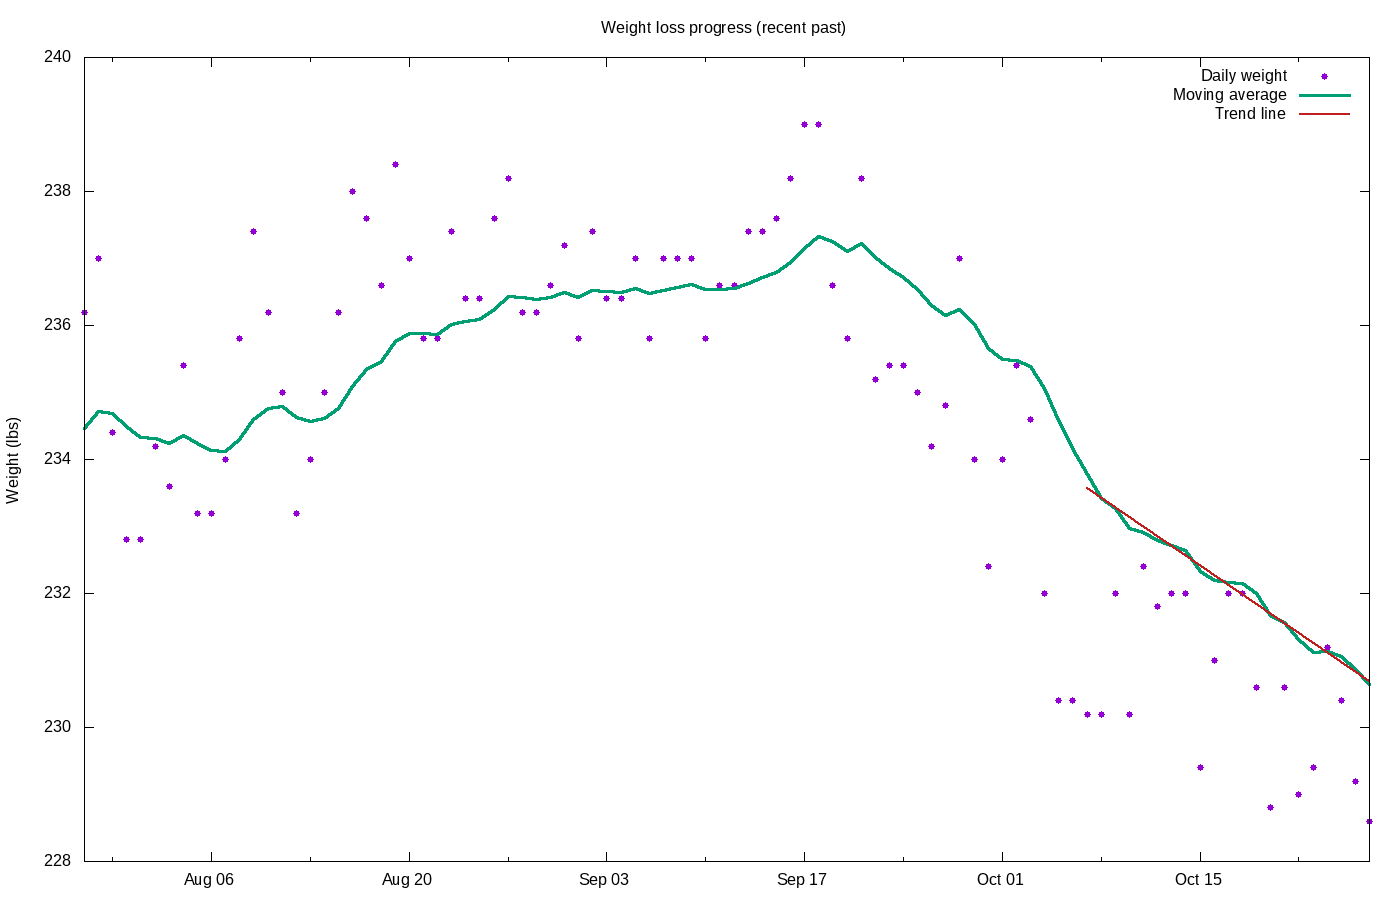 Weight loss progress (recent past)
Daily weight
Moving average
Trend line
240
238
236
234
232
230
228
Weight (lbs)
Aug 06
Aug 20
Sep 03
Sep 17
Oct 01
Oct 15